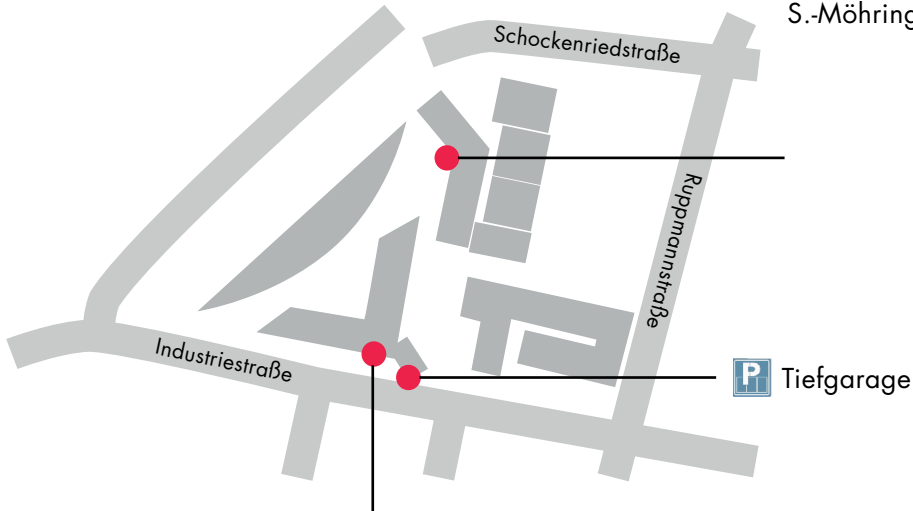 S.-Möhring
Schockenriedstraße
Ruppmannstraße
Industriestraße
P Tiefgarage